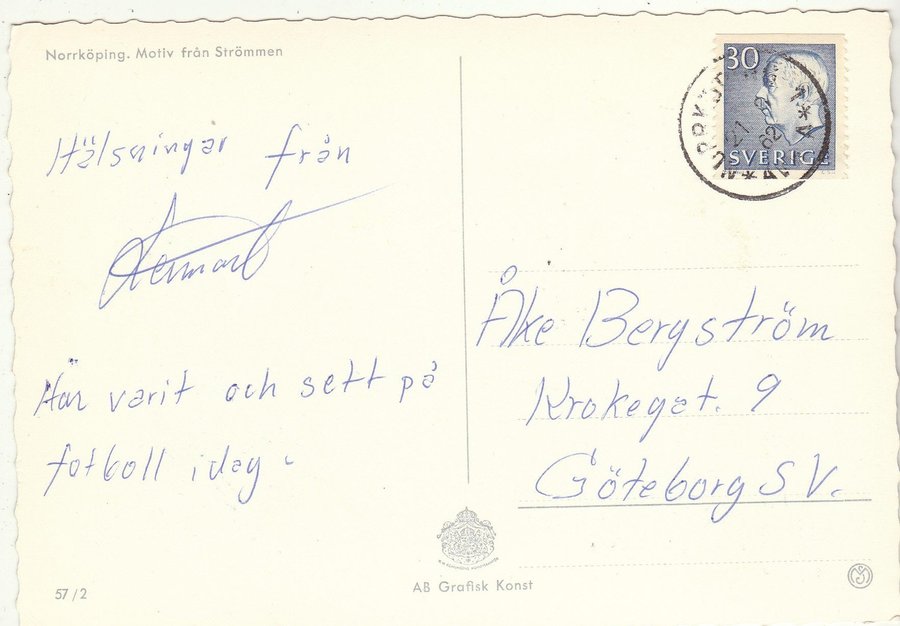 Norrköping. Motiv från Strömmen
30
SVERIGE
Hälsningar från
Här varit och sett på
fotboll idag.
Åke Bergström
Krokegat. 9
Göteborg S V.
57/2
AB Grafisk Konst